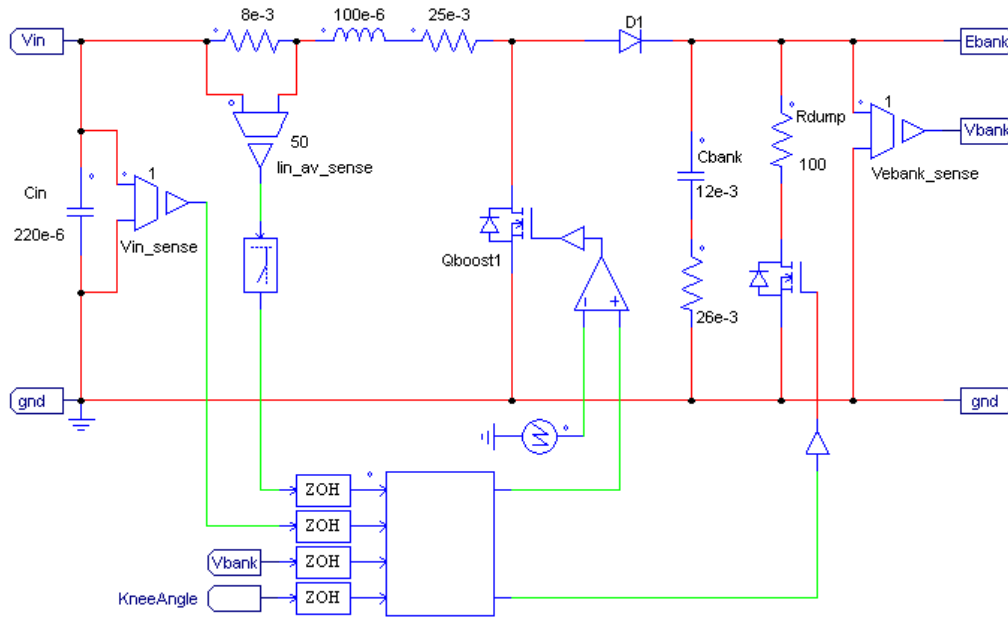 8e-3
100e-6
25e-3
D1
Vin
Ebank
1
Rdump
Vbank
50
Cbank
100
1
Iin_av_sense
12e-3
Vebank_sense
Cin
220e-6
Vin_sense
Qboost1
26e-3
gnd
gnd
ZOH
ZOH
Vbank
ZOH
KneeAngle
ZOH